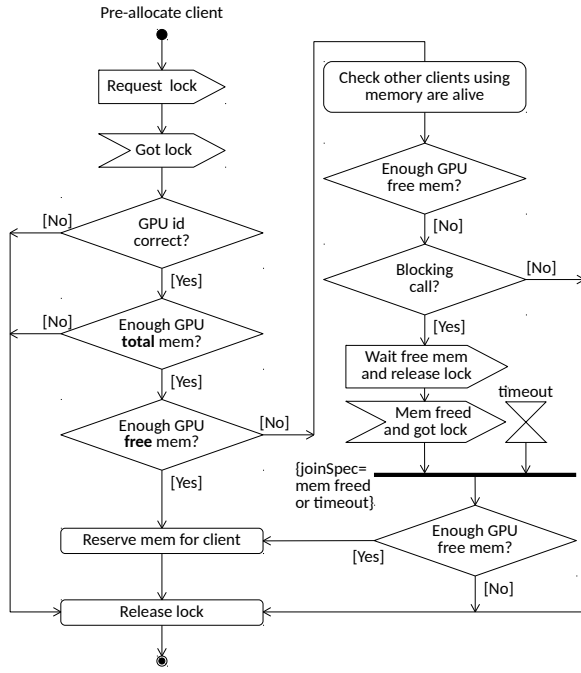 Pre-allocate client
Request lock
Got lock
[No]
GPU id
correct?
[Yes]
[No]
Enough GPU
total mem?
[Yes]
Enough GPU
free mem?
[No]
[Yes]
Reserve mem for client
Release lock
Check other clients using
memory are alive
Enough GPU
free mem?
[No]
Blocking
call?
[No]
[Yes]
Wait free mem
and release lock
Mem freed
and got lock
timeout
{joinSpec=
mem freed
or timeout}
Enough GPU
free mem?
[Yes]
[No]